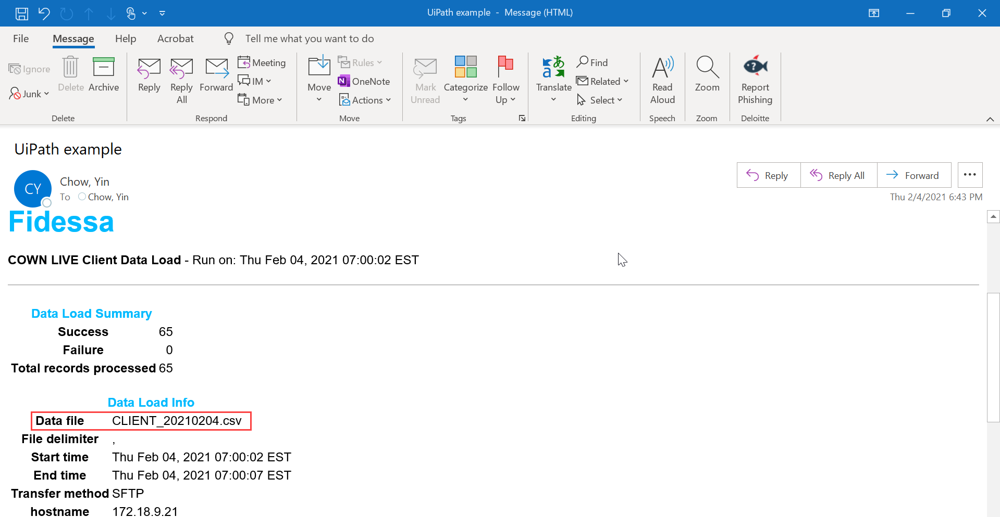 UiPath example - Message (HTML)
File Message Help Acrobat Tell me what you want to do
Ignore
Junk
Delete
Archive
Delete
Reply
Reply All
Forward
Meeting
IM
More
Respond
Move
Rules
OneNote
Actions
Move
Mark Unread
Categorize
Follow Up
Tags
Translate
Find
Related
Select
Editing
Read Aloud
Speech
Zoom
Zoom
Report Phishing
Deloitte
UiPath example
CY
Chow, Yin
To Chow, Yin
Reply Reply All Forward
Thu 2/4/2021 6:43 PM
Fidessa
COWN LIVE Client Data Load - Run on: Thu Feb 04, 2021 07:00:02 EST
Data Load Summary
Success 65
Failure 0
Total records processed 65
Data Load Info
Data file CLIENT_20210204.csv
File delimiter ,
Start time Thu Feb 04, 2021 07:00:02 EST
End time Thu Feb 04, 2021 07:00:07 EST
Transfer method SFTP
hostname 172.18.9.21